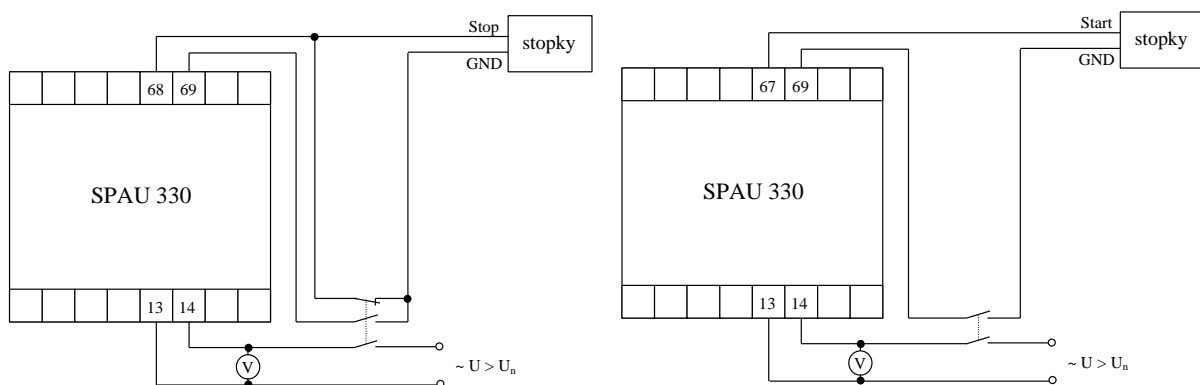 Stop
stopky
GND
68 69
SPAU 330
13 14
V
~ U > Uₙ
Start
stopky
GND
67 69
SPAU 330
13 14
V
~ U > Uₙ